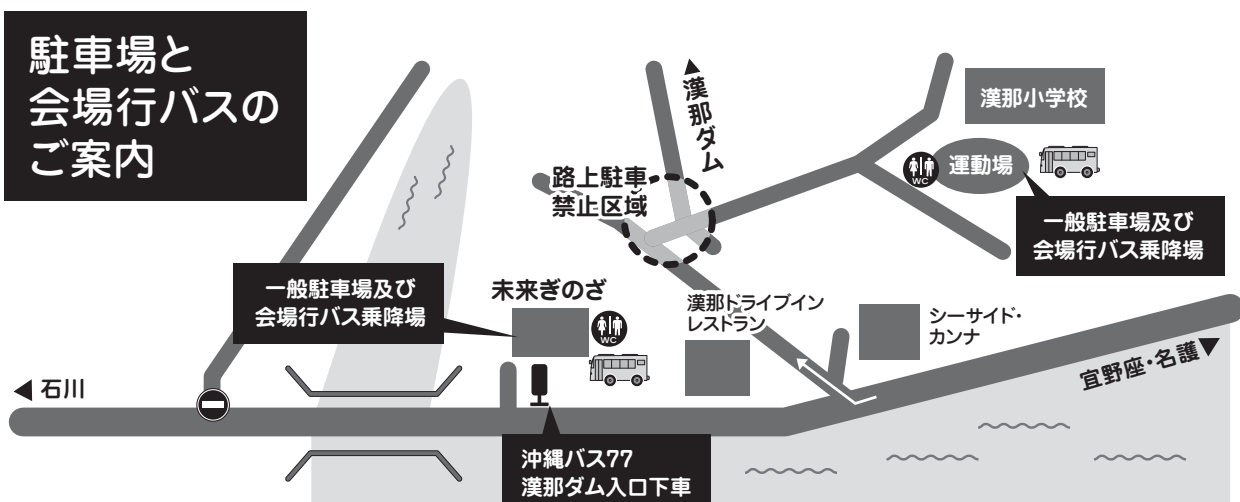 駐車場と
会場行バスの
ご案内
▲漢那ダム
漢那小学校
WC
運動場
路上駐車
禁止区域
一般駐車場及び
会場行バス乗降場
一般駐車場及び
会場行バス乗降場
未来ぎのざ
WC
漢那ドライブイン
レストラン
シーサイド・
カンナ
◀石川
宜野座・名護▶
沖縄バス77
漢那ダム入口下車